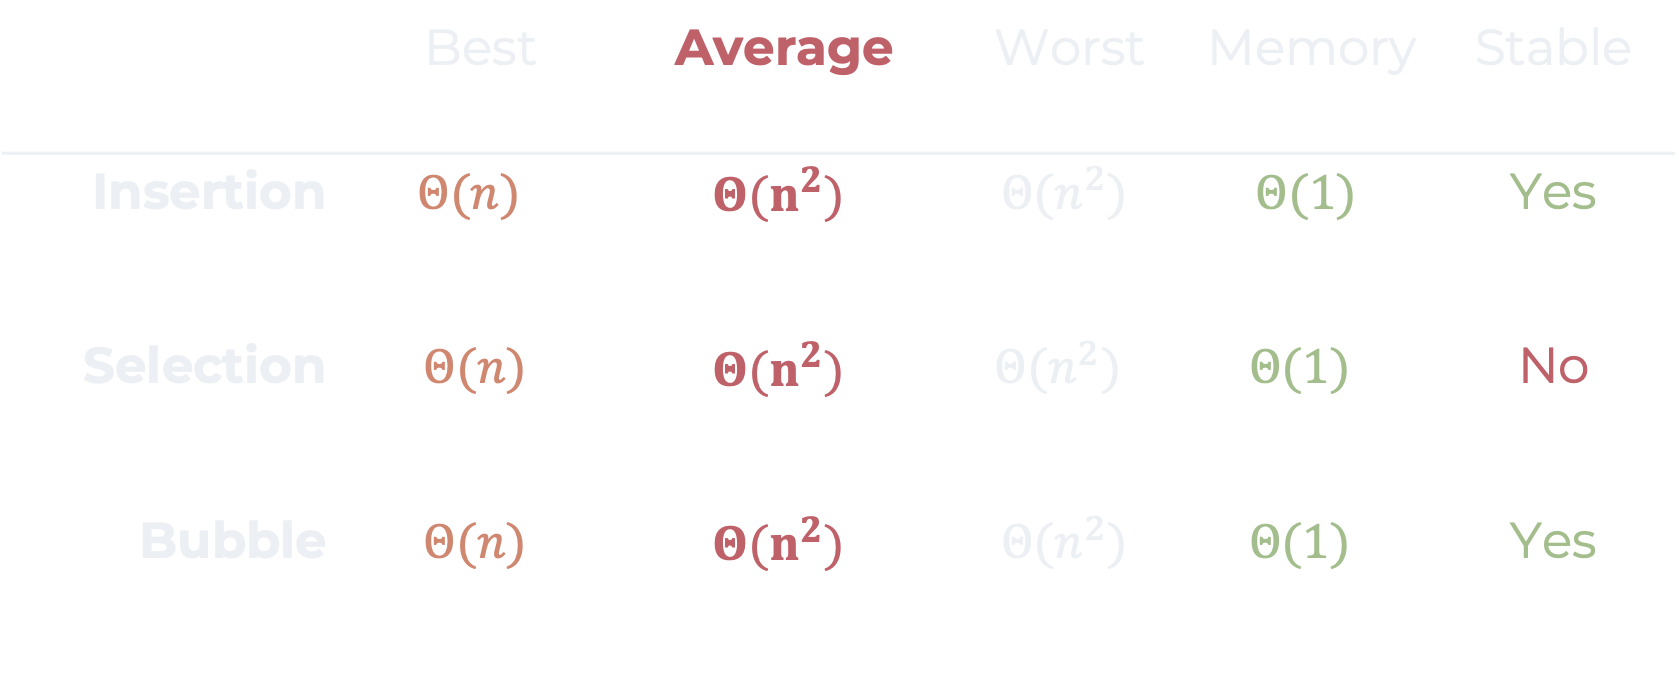 Best Average Worst Memory Stable
Insertion Θ(n) Θ(n²) Θ(n²) Θ(1) Yes
Selection Θ(n) Θ(n²) Θ(n²) Θ(1) No
Bubble Θ(n) Θ(n²) Θ(n²) Θ(1) Yes